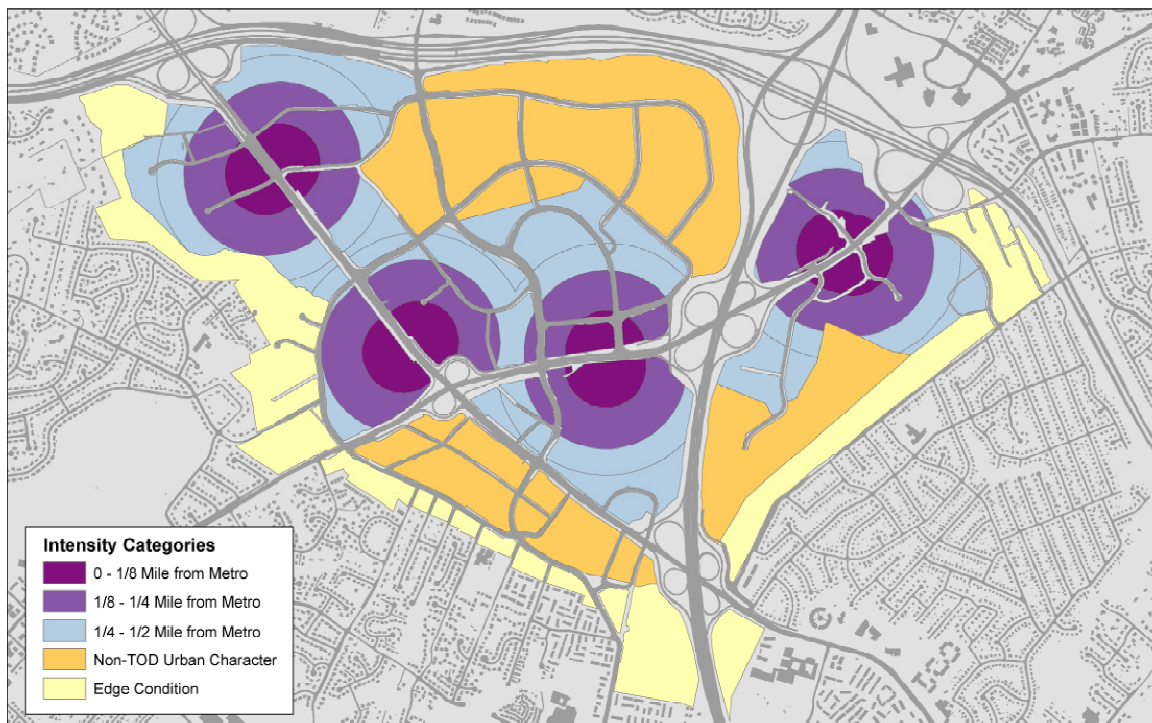 Intensity Categories
0 - 1/8 Mile from Metro
1/8 - 1/4 Mile from Metro
1/4 - 1/2 Mile from Metro
Non-TOD Urban Character
Edge Condition